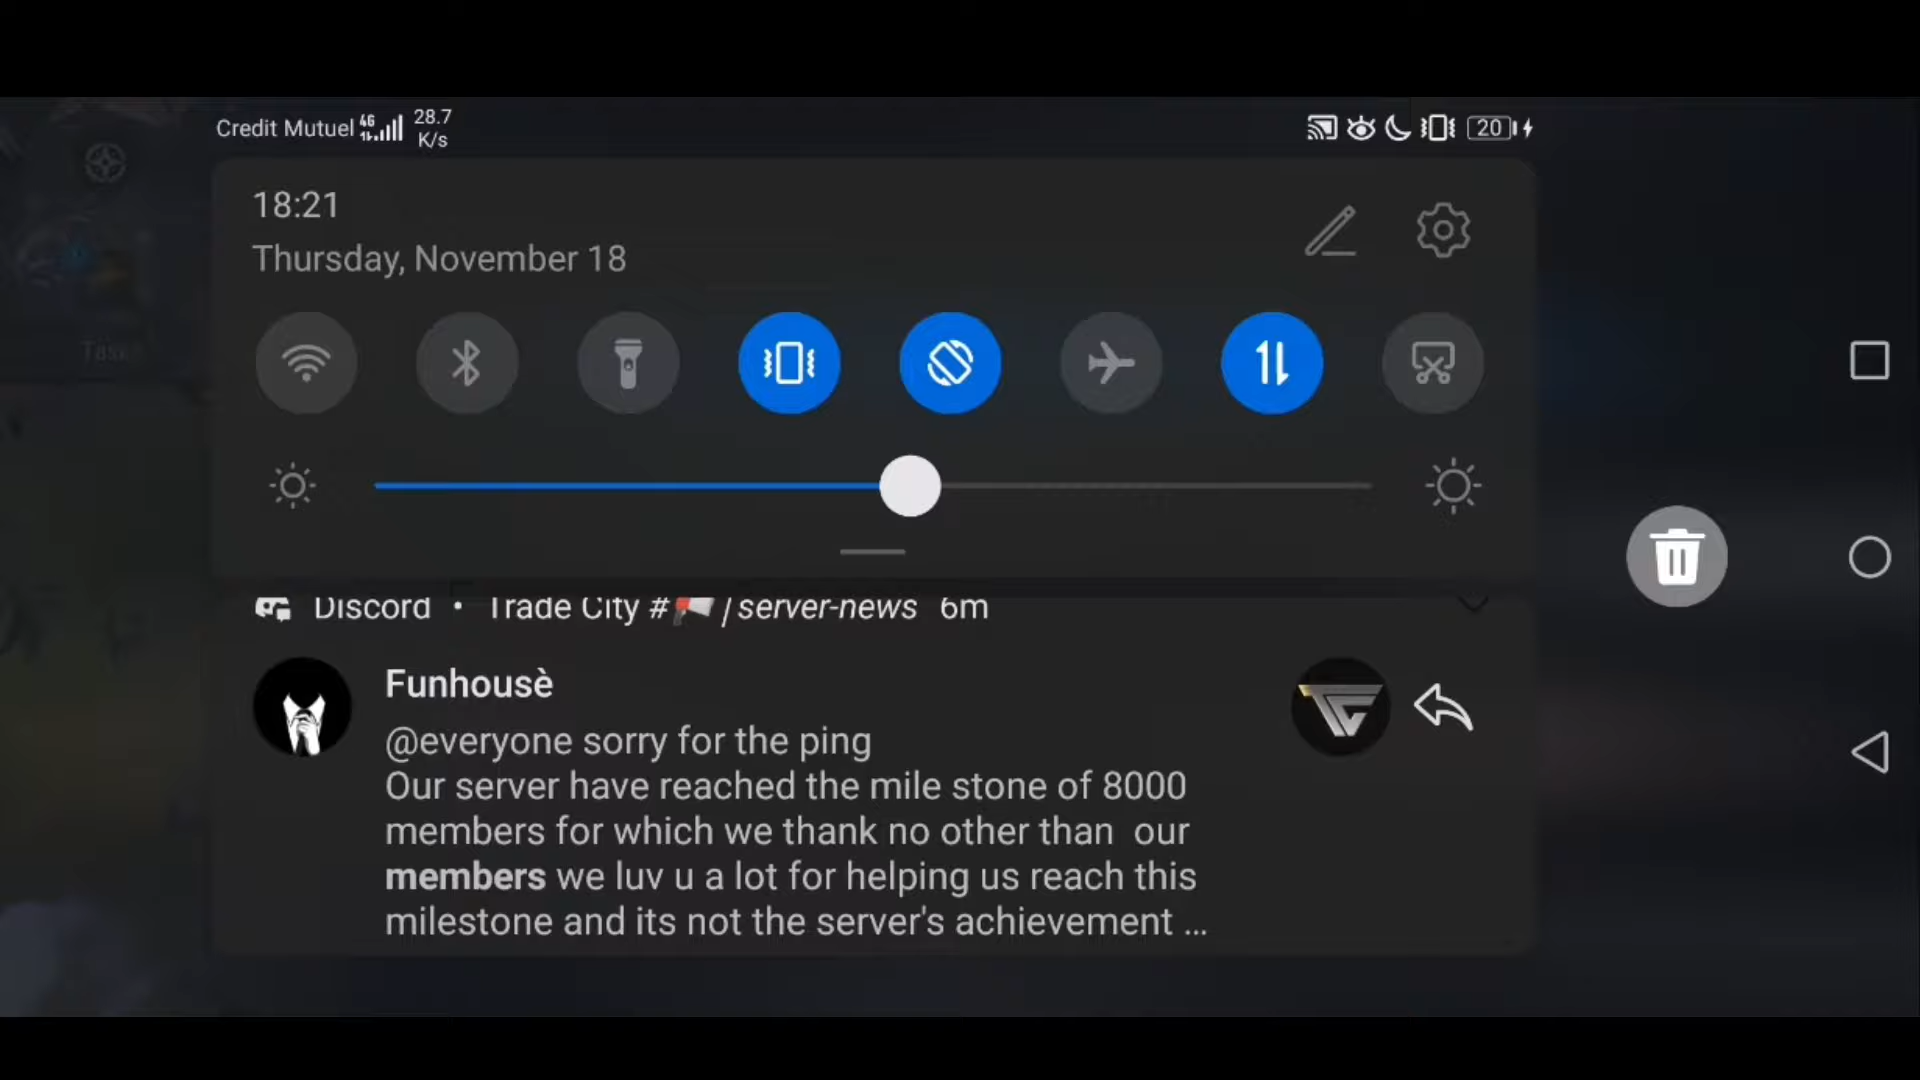 Credit Mutuel 4G 28.7 K/s
20
18:21
Thursday, November 18
Discord • Trade City # | server-news 6m
Funhousè
@everyone sorry for the ping
Our server have reached the mile stone of 8000
members for which we thank no other than our
members we luv u a lot for helping us reach this
milestone and its not the server's achievement ...